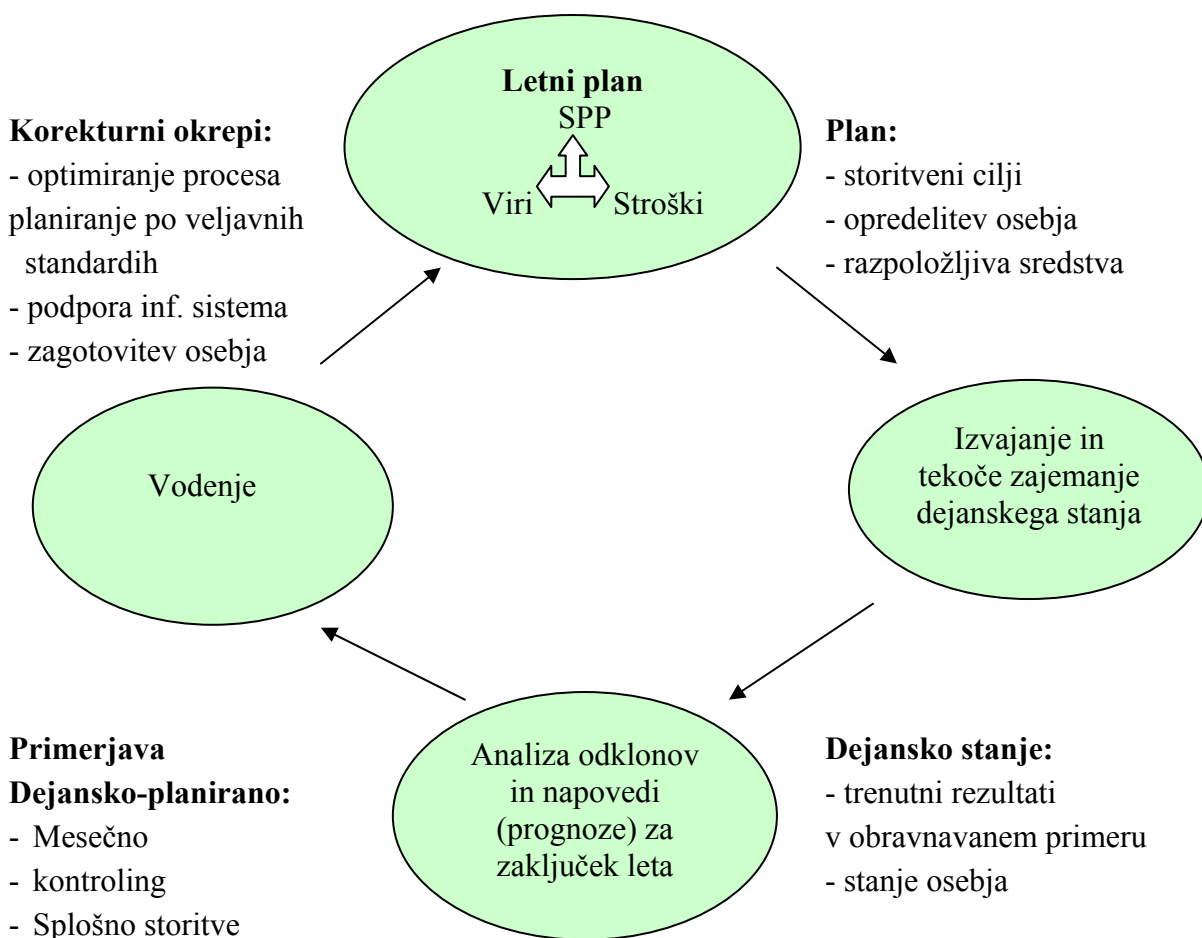 Letni plan
SPP
Viri
Stroški
Korekturni okrepi:
- optimiranje procesa
planiranje po veljavnih
standardih
- podpora inf. sistema
- zagotovitev osebja
Plan:
- storitveni cilji
- opredelitev osebja
- razpoložljiva sredstva
Vodenje
Izvajanje in
tekoče zajemanje
dejanskega stanja
Primerjava
Dejansko-planirano:
- Mesečno
- kontroling
- Splošno storitve
Analiza odklonov
in napovedi
(prognoze) za
zaključek leta
Dejansko stanje:
- trenutni rezultati
v obravnavanem primeru
- stanje osebja